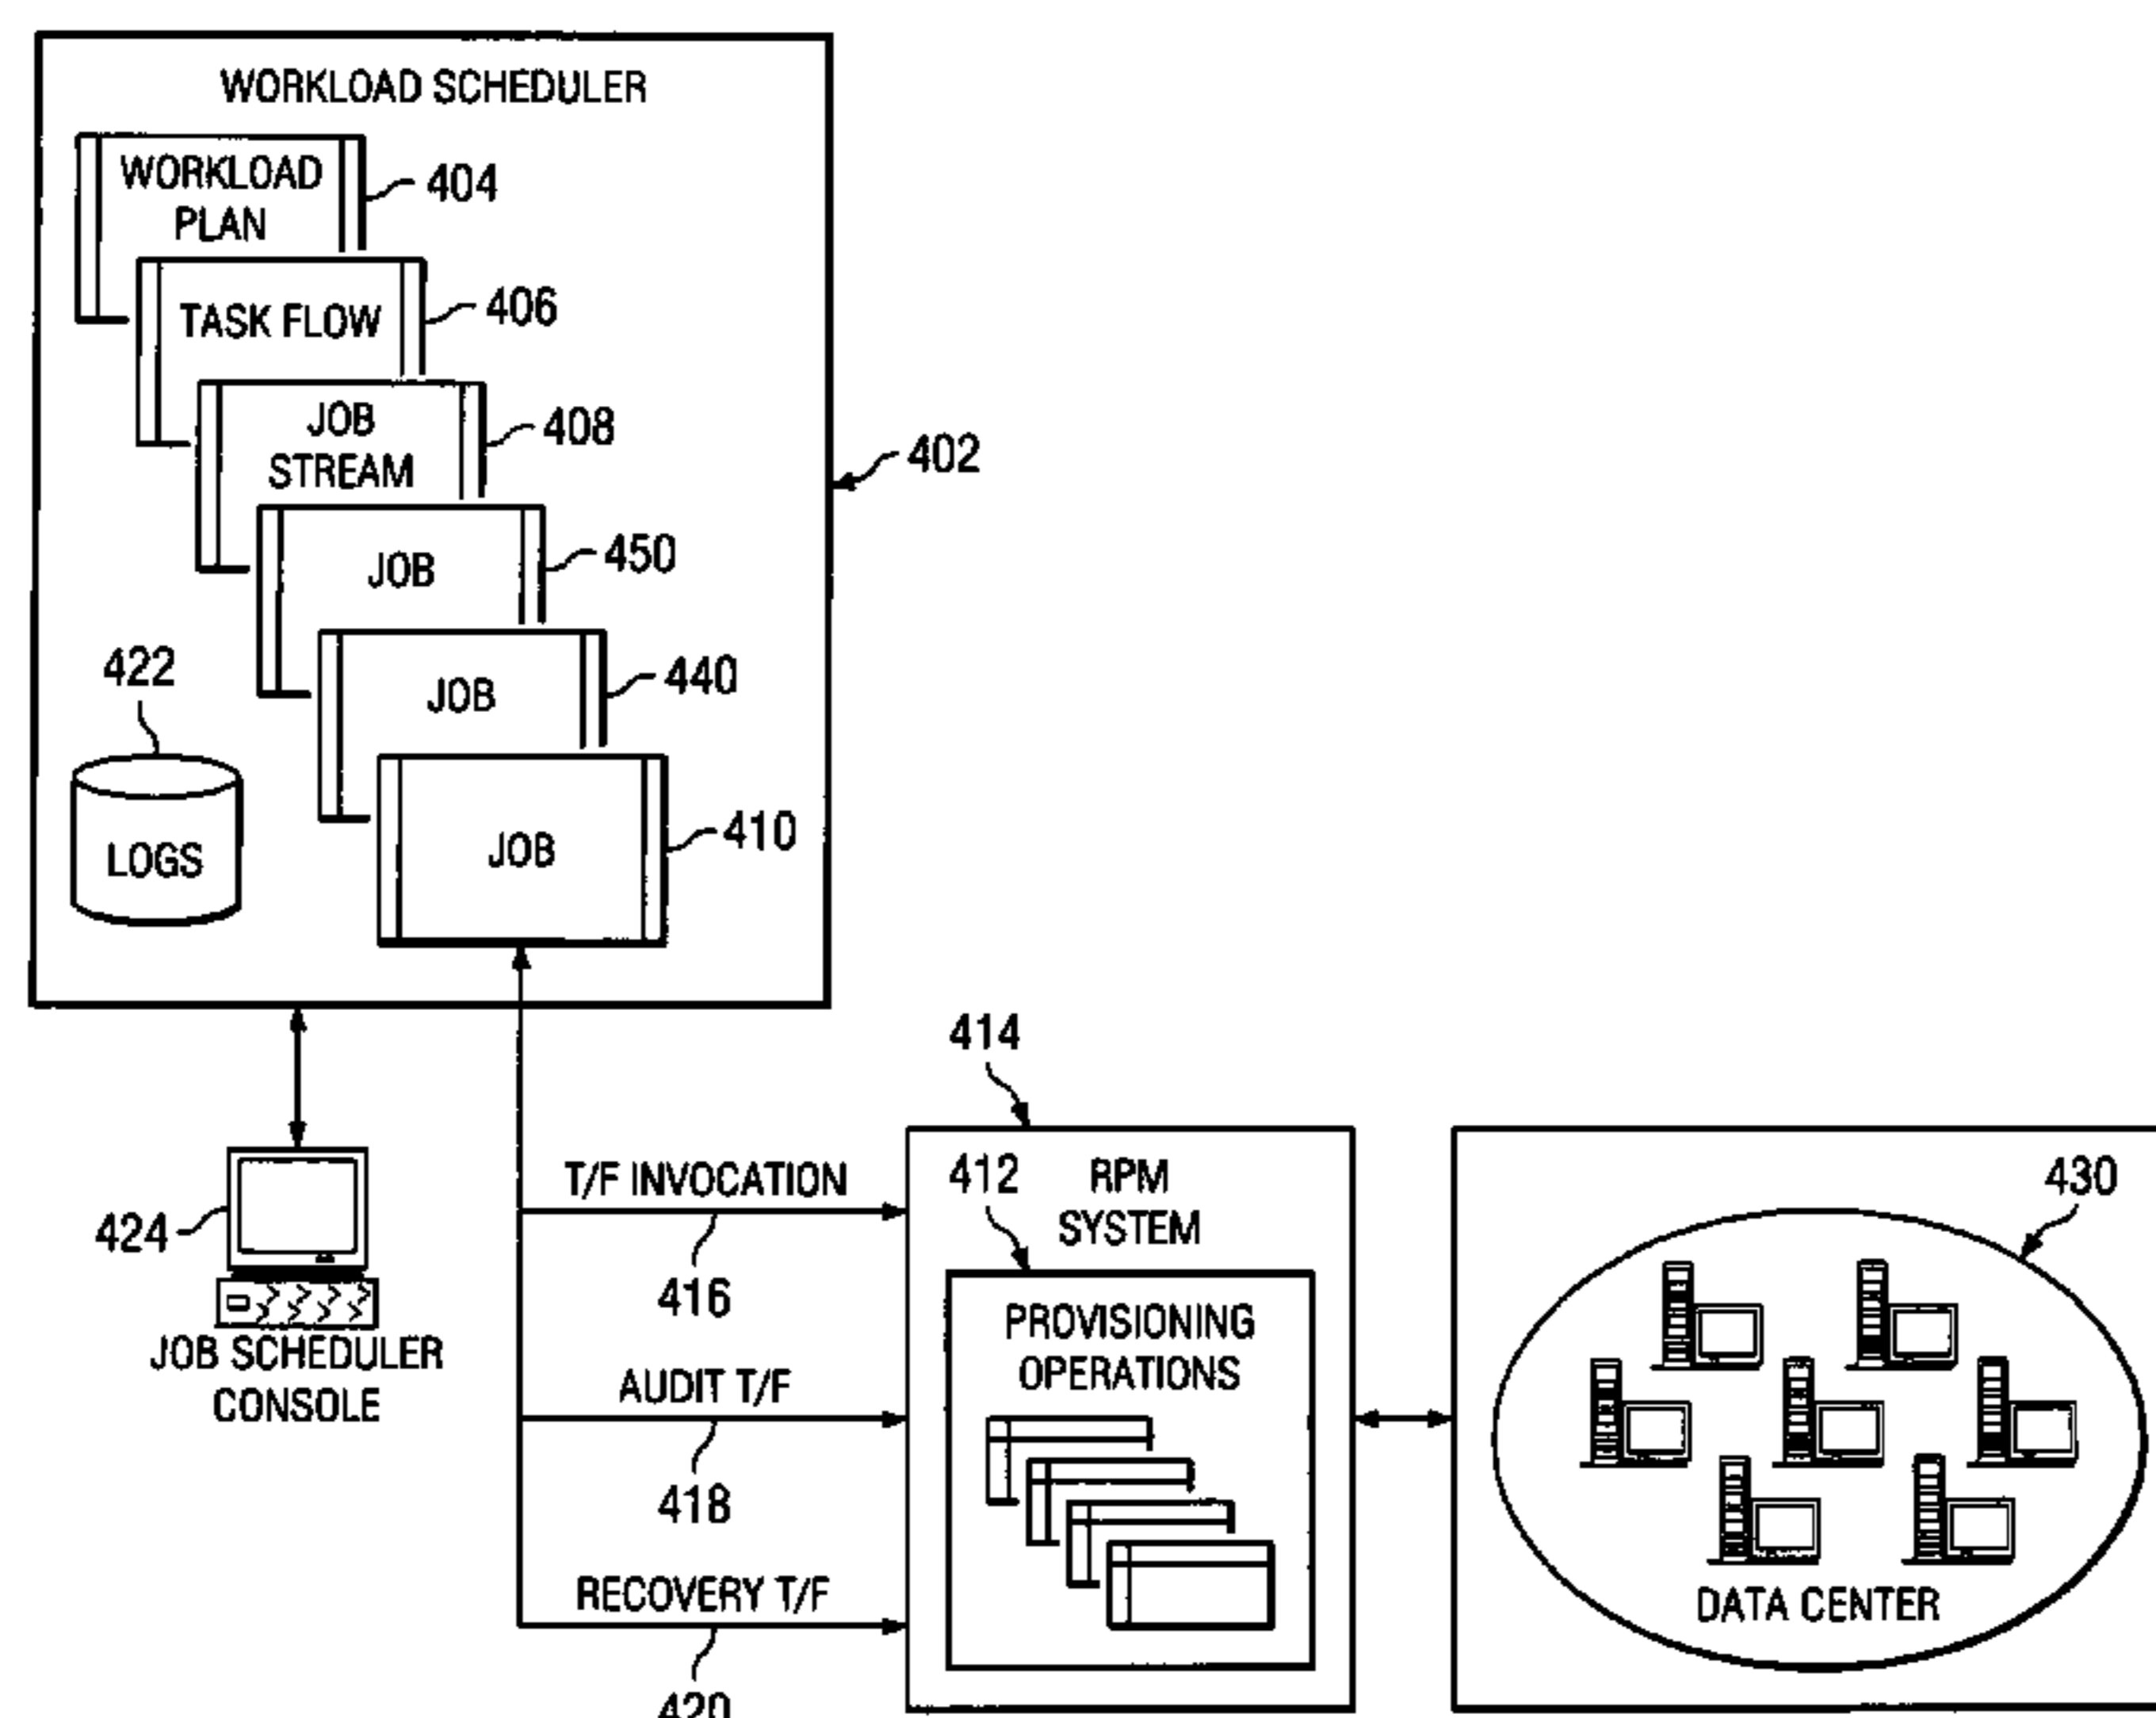 WORKLOAD SCHEDULER
WORKLOAD
PLAN
404
TASK FLOW
406
JOB
STREAM
408
402
JOB
450
JOB
440
422
LOGS
JOB
410
414
T/F INVOCATION
416
412
RPM
SYSTEM
430
424
JOB SCHEDULER
CONSOLE
PROVISIONING
OPERATIONS
AUDIT T/F
418
RECOVERY T/F
420
DATA CENTER